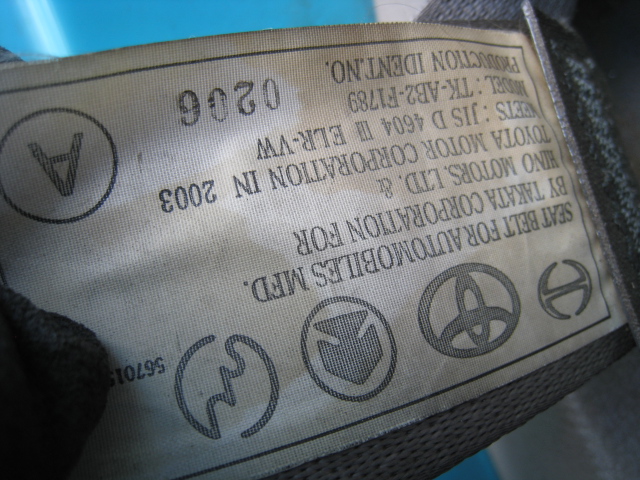 SEAT BELT FOR AUTOMOBILES MFD.
BY TAKATA CORPORATION FOR
HINO MOTORS. LTD. &
TOYOTA MOTOR CORPORATION IN 2003
MEETS : JIS D 4604 III ELR-VW
MODEL : TK-AB2-F1789
PRODUCTION IDENT.NO.
0206
A